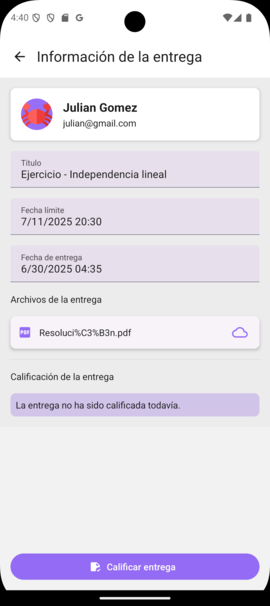 4:40
Información de la entrega
Julian Gomez
julian@gmail.com
Título
Ejercicio - Independencia lineal
Fecha límite
7/11/2025 20:30
Fecha de entrega
6/30/2025 04:35
Archivos de la entrega
PDF
Resoluci%C3%B3n.pdf
Calificación de la entrega
La entrega no ha sido calificada todavía.
Calificar entrega